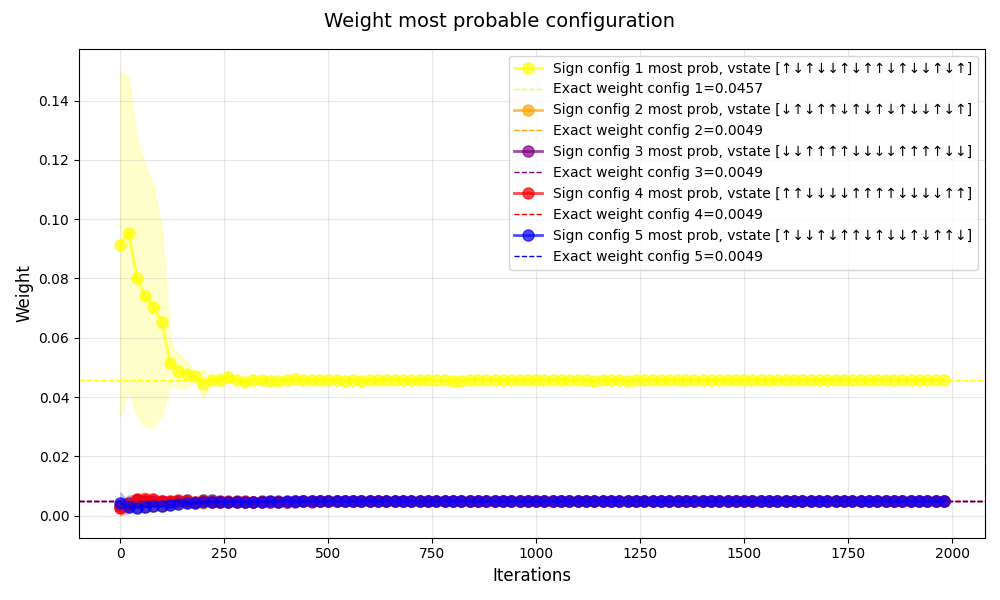 Weight most probable configuration
Sign config 1 most prob, vstate [↑↓↑↓↓↑↓↑↑↓↑↓↓↑↓↑]
Exact weight config 1=0.0457
Sign config 2 most prob, vstate [↓↑↓↑↑↓↑↓↑↓↑↓↓↑↓↑]
Exact weight config 2=0.0049
Sign config 3 most prob, vstate [↓↓↑↑↑↑↓↓↓↓↑↑↑↑↓↓]
Exact weight config 3=0.0049
Sign config 4 most prob, vstate [↑↑↓↓↓↓↑↑↑↑↓↓↓↓↑↑]
Exact weight config 4=0.0049
Sign config 5 most prob, vstate [↑↓↓↑↓↑↑↓↑↓↓↑↓↑↑↓]
Exact weight config 5=0.0049
Weight
0.14
0.12
0.10
0.08
0.06
0.04
0.02
0.00
0 250 500 750 1000 1250 1500 1750 2000
Iterations